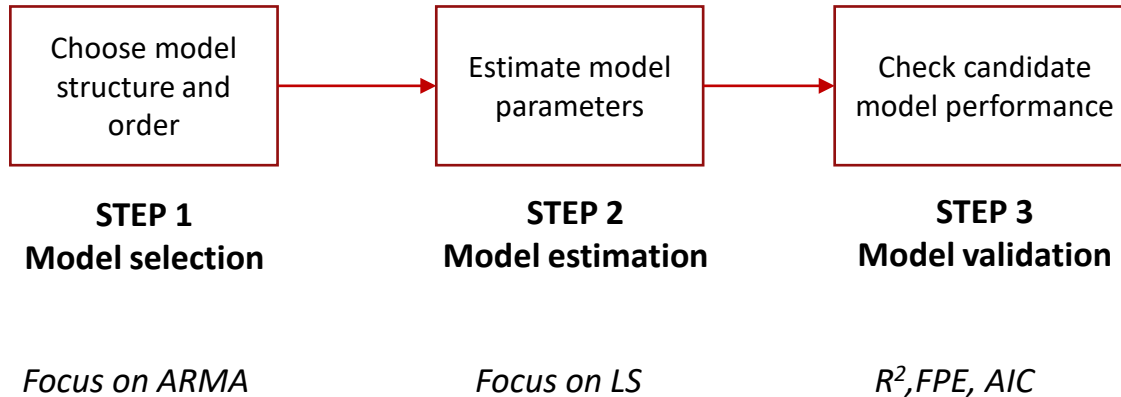 Choose model
structure and
order
Estimate model
parameters
Check candidate
model performance
STEP 1
Model selection
STEP 2
Model estimation
STEP 3
Model validation
Focus on ARMA
Focus on LS
R²,FPE, AIC